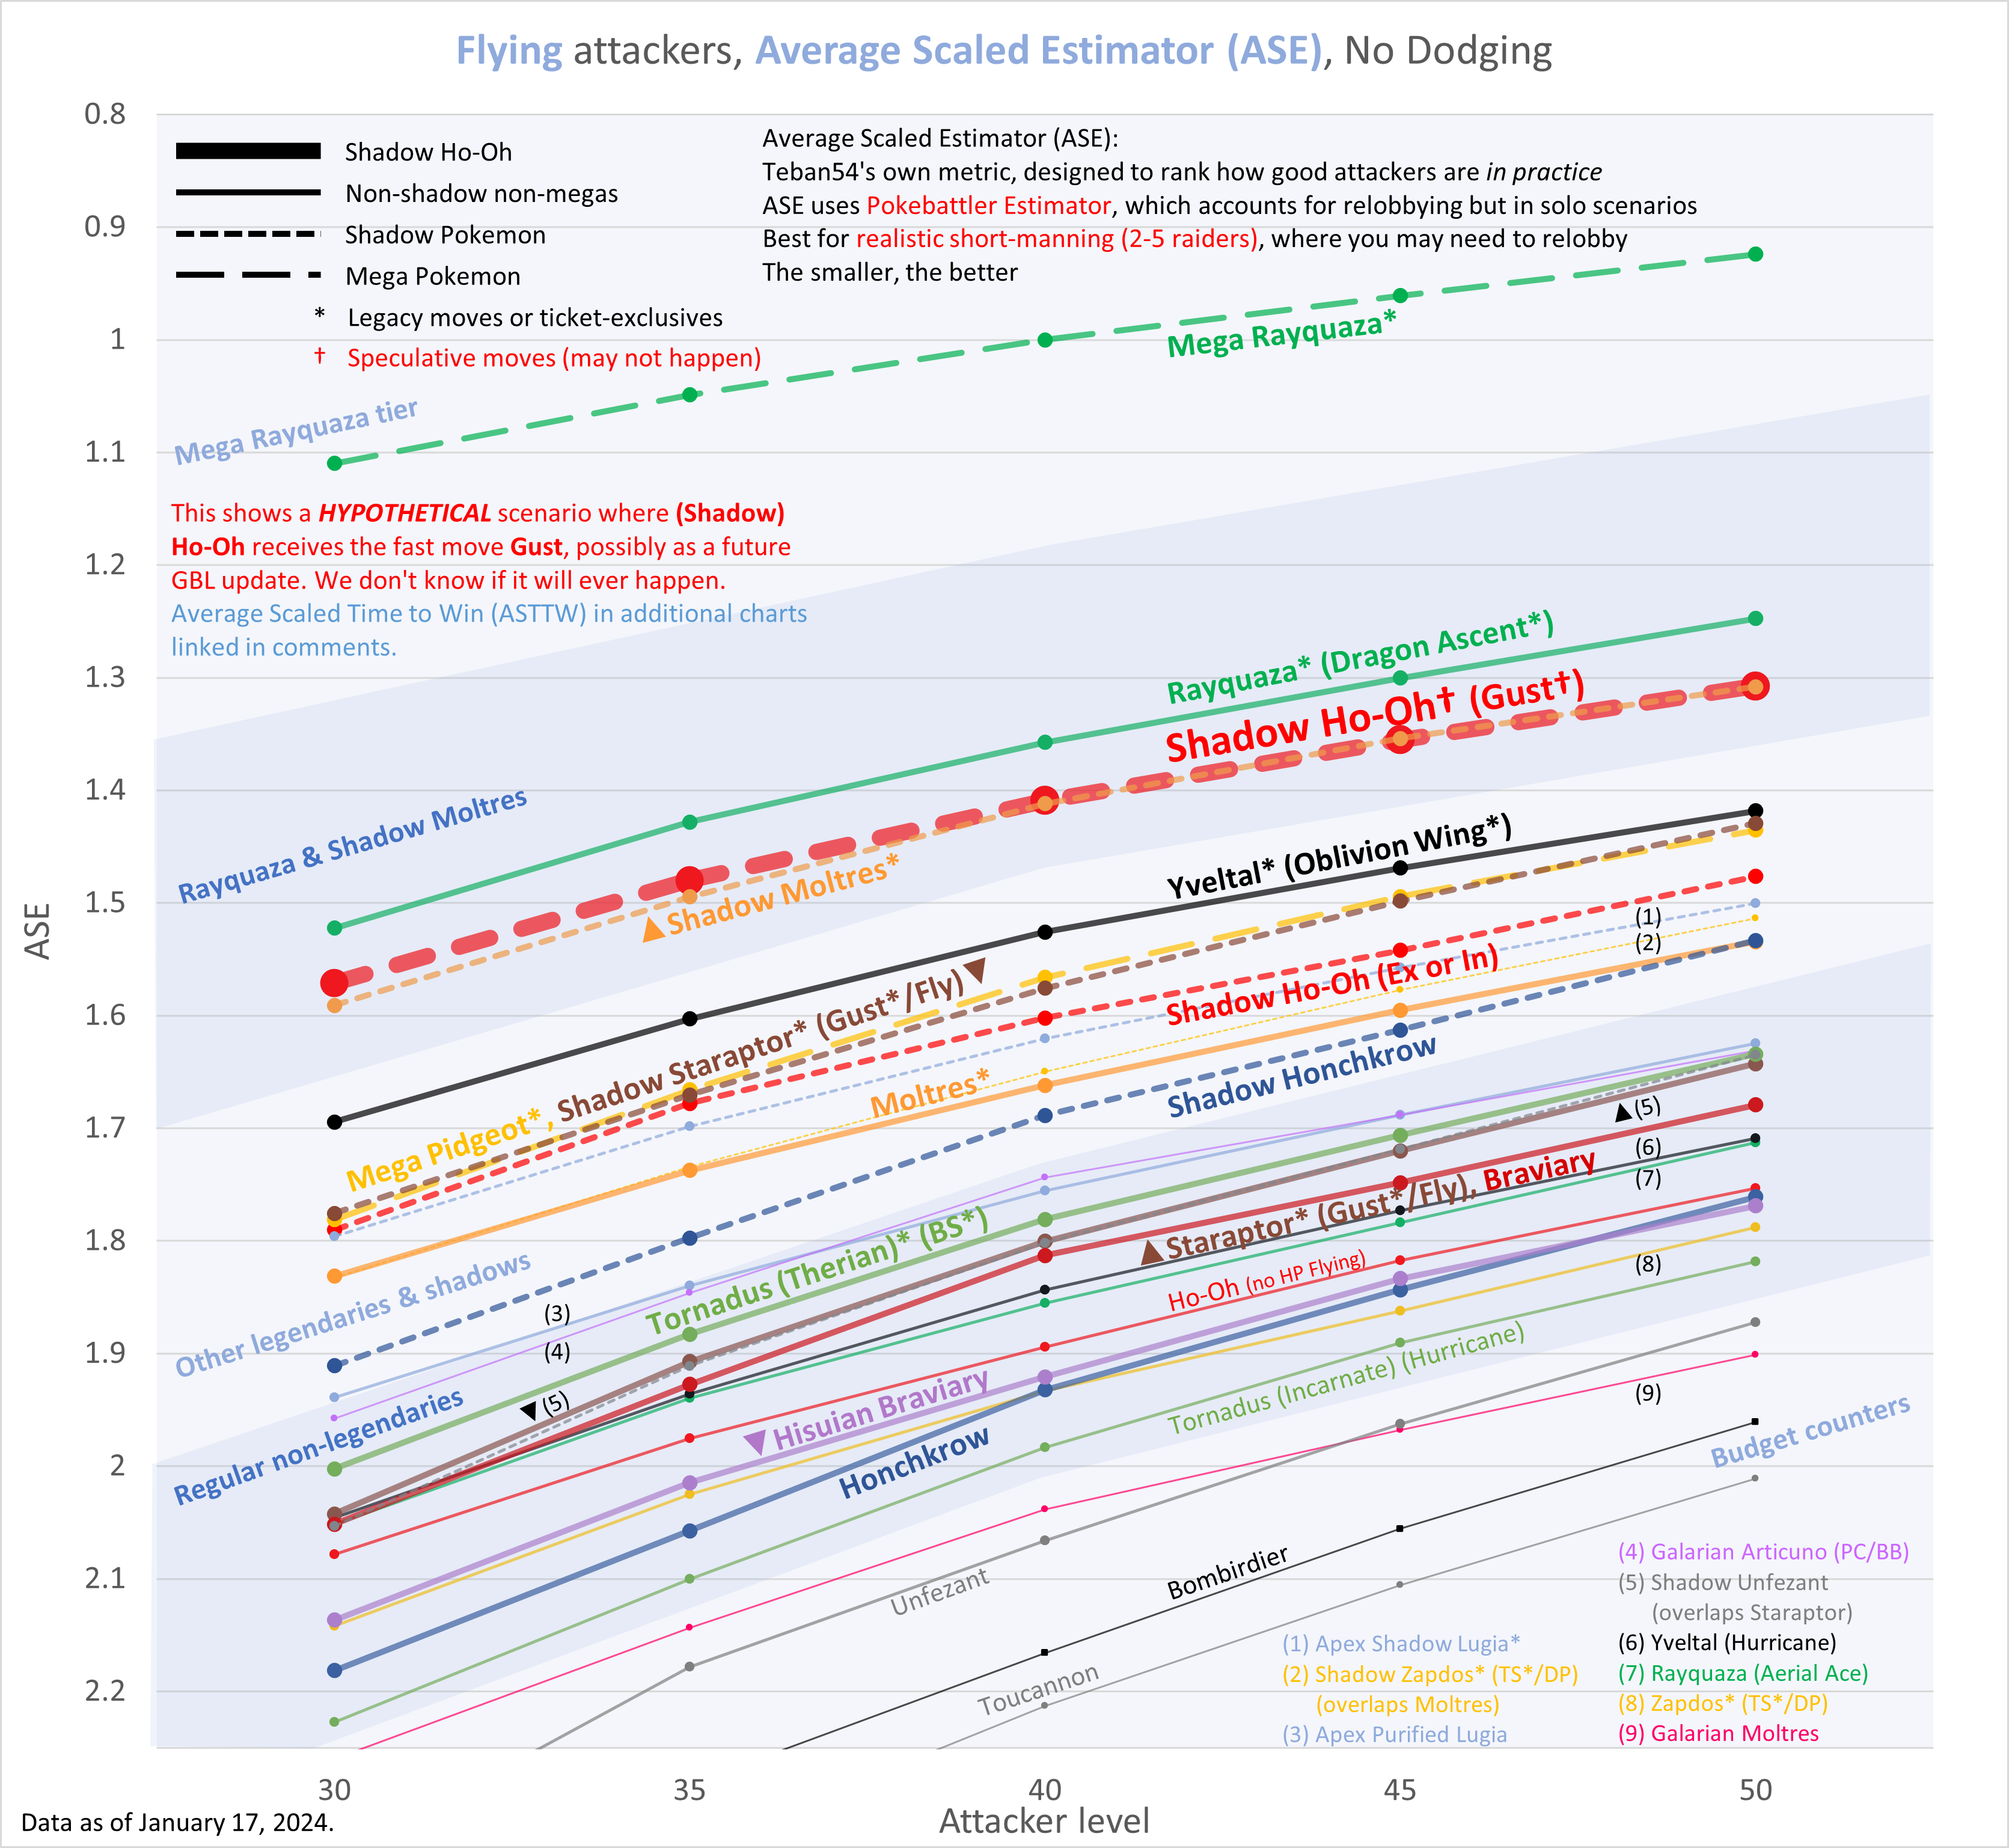 Flying attackers, Average Scaled Estimator (ASE), No Dodging
Shadow Ho-Oh
Non-shadow non-megas
Shadow Pokemon
Mega Pokemon
* Legacy moves or ticket-exclusives
† Speculative moves (may not happen)
Average Scaled Estimator (ASE):
Teban54's own metric, designed to rank how good attackers are in practice
ASE uses Pokebattler Estimator, which accounts for relobbying but in solo scenarios
Best for realistic short-manning (2-5 raiders), where you may need to relobby
The smaller, the better
Mega Rayquaza*
Mega Rayquaza tier
This shows a HYPOTHETICAL scenario where (Shadow)
Ho-Oh receives the fast move Gust, possibly as a future
GBL update. We don't know if it will ever happen.
Average Scaled Time to Win (ASTTW) in additional charts
linked in comments.
Rayquaza* (Dragon Ascent*)
Shadow Ho-Oh† (Gust†)
Rayquaza & Shadow Moltres
▲Shadow Moltres*
Yveltal* (Oblivion Wing*)
(1)
(2)
Mega Pidgeot*, Shadow Staraptor* (Gust*/Fly)▼
Shadow Ho-Oh (Ex or In)
Moltres*
Shadow Honchkrow
▲(5)
(6)
(7)
▲Staraptor* (Gust*/Fly), Braviary
Tornadus (Therian)* (BS*)
Other legendaries & shadows
(3)
(4)
▼(5)
Ho-Oh (no HP Flying)
(8)
Regular non-legendaries
▼Hisuian Braviary
Honchkrow
Tornadus (Incarnate) (Hurricane)
(9)
Budget counters
Unfezant
Bombirdier
Toucannon
(1) Apex Shadow Lugia*
(2) Shadow Zapdos* (TS*/DP)
(overlaps Moltres)
(3) Apex Purified Lugia
(4) Galarian Articuno (PC/BB)
(5) Shadow Unfezant
(overlaps Staraptor)
(6) Yveltal (Hurricane)
(7) Rayquaza (Aerial Ace)
(8) Zapdos* (TS*/DP)
(9) Galarian Moltres
0.8
0.9
1
1.1
1.2
1.3
1.4
1.5
1.6
1.7
1.8
1.9
2
2.1
2.2
ASE
30 35 40 45 50
Attacker level
Data as of January 17, 2024.